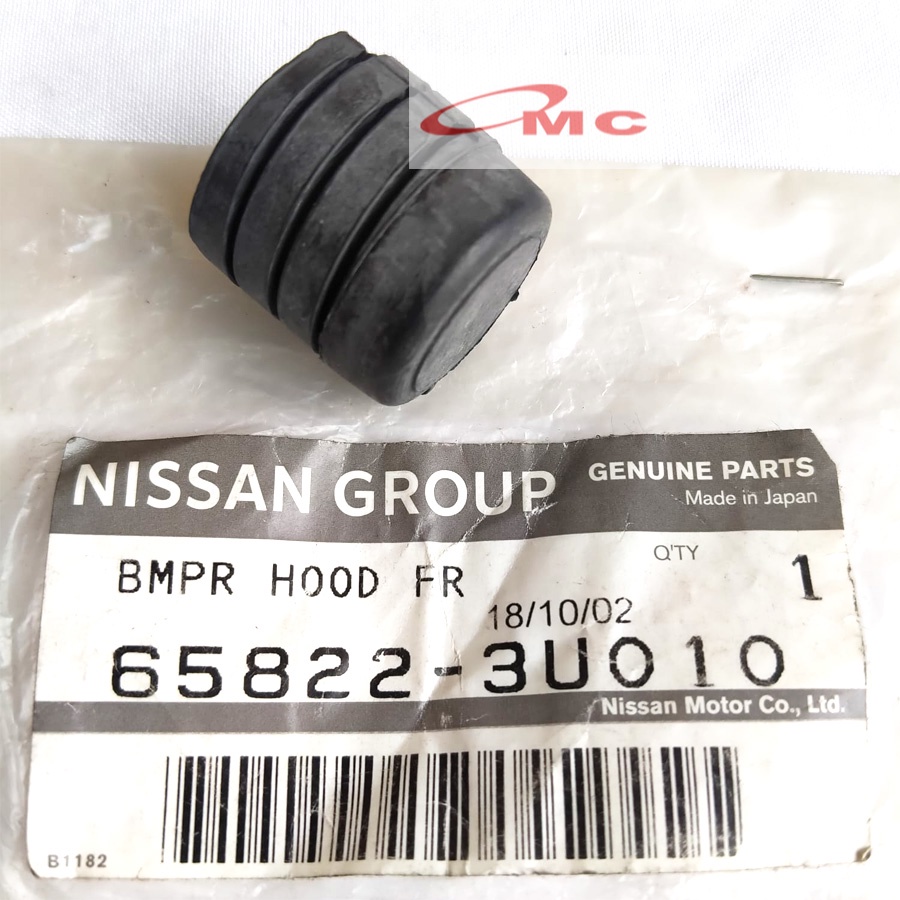 MC
NISSAN GROUP
GENUINE PARTS
Made in Japan
BMPR HOOD FR
Q'TY
1
18/10/02
65822-3U010
Nissan Motor Co., Ltd.
B1182